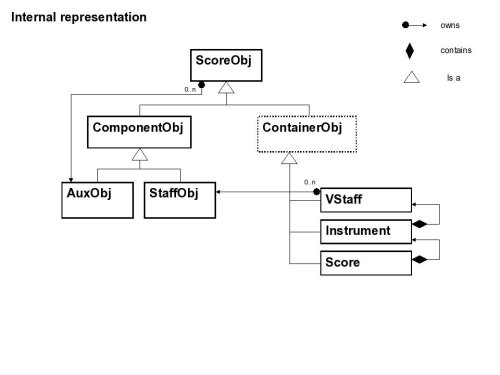 Internal representation
owns
contains
Is a
ScoreObj
0..n
ComponentObj
ContainerObj
AuxObj
StaffObj
0..n
VStaff
Instrument
Score